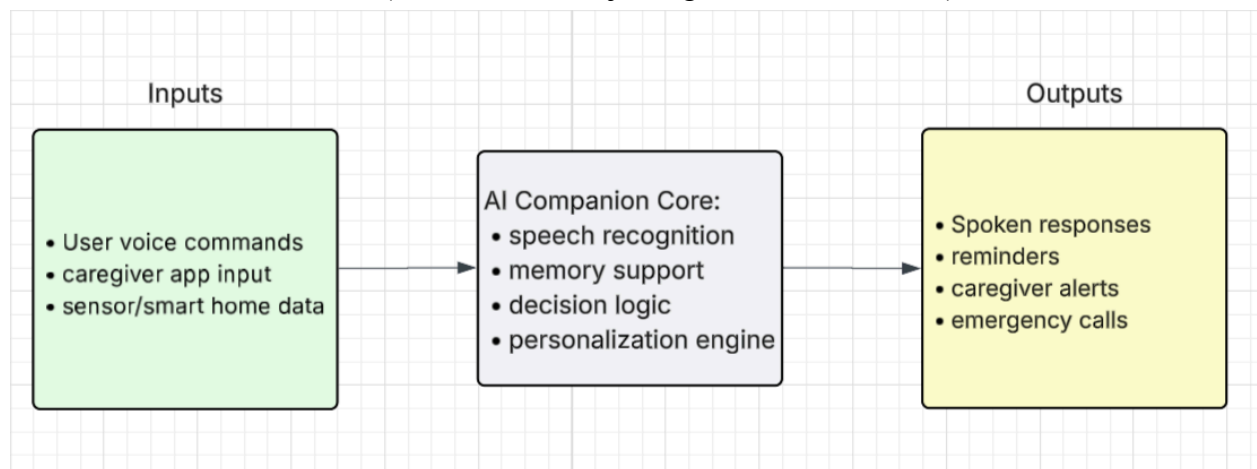 Inputs
• User voice commands
• caregiver app input
• sensor/smart home data
AI Companion Core:
• speech recognition
• memory support
• decision logic
• personalization engine
Outputs
• Spoken responses
• reminders
• caregiver alerts
• emergency calls